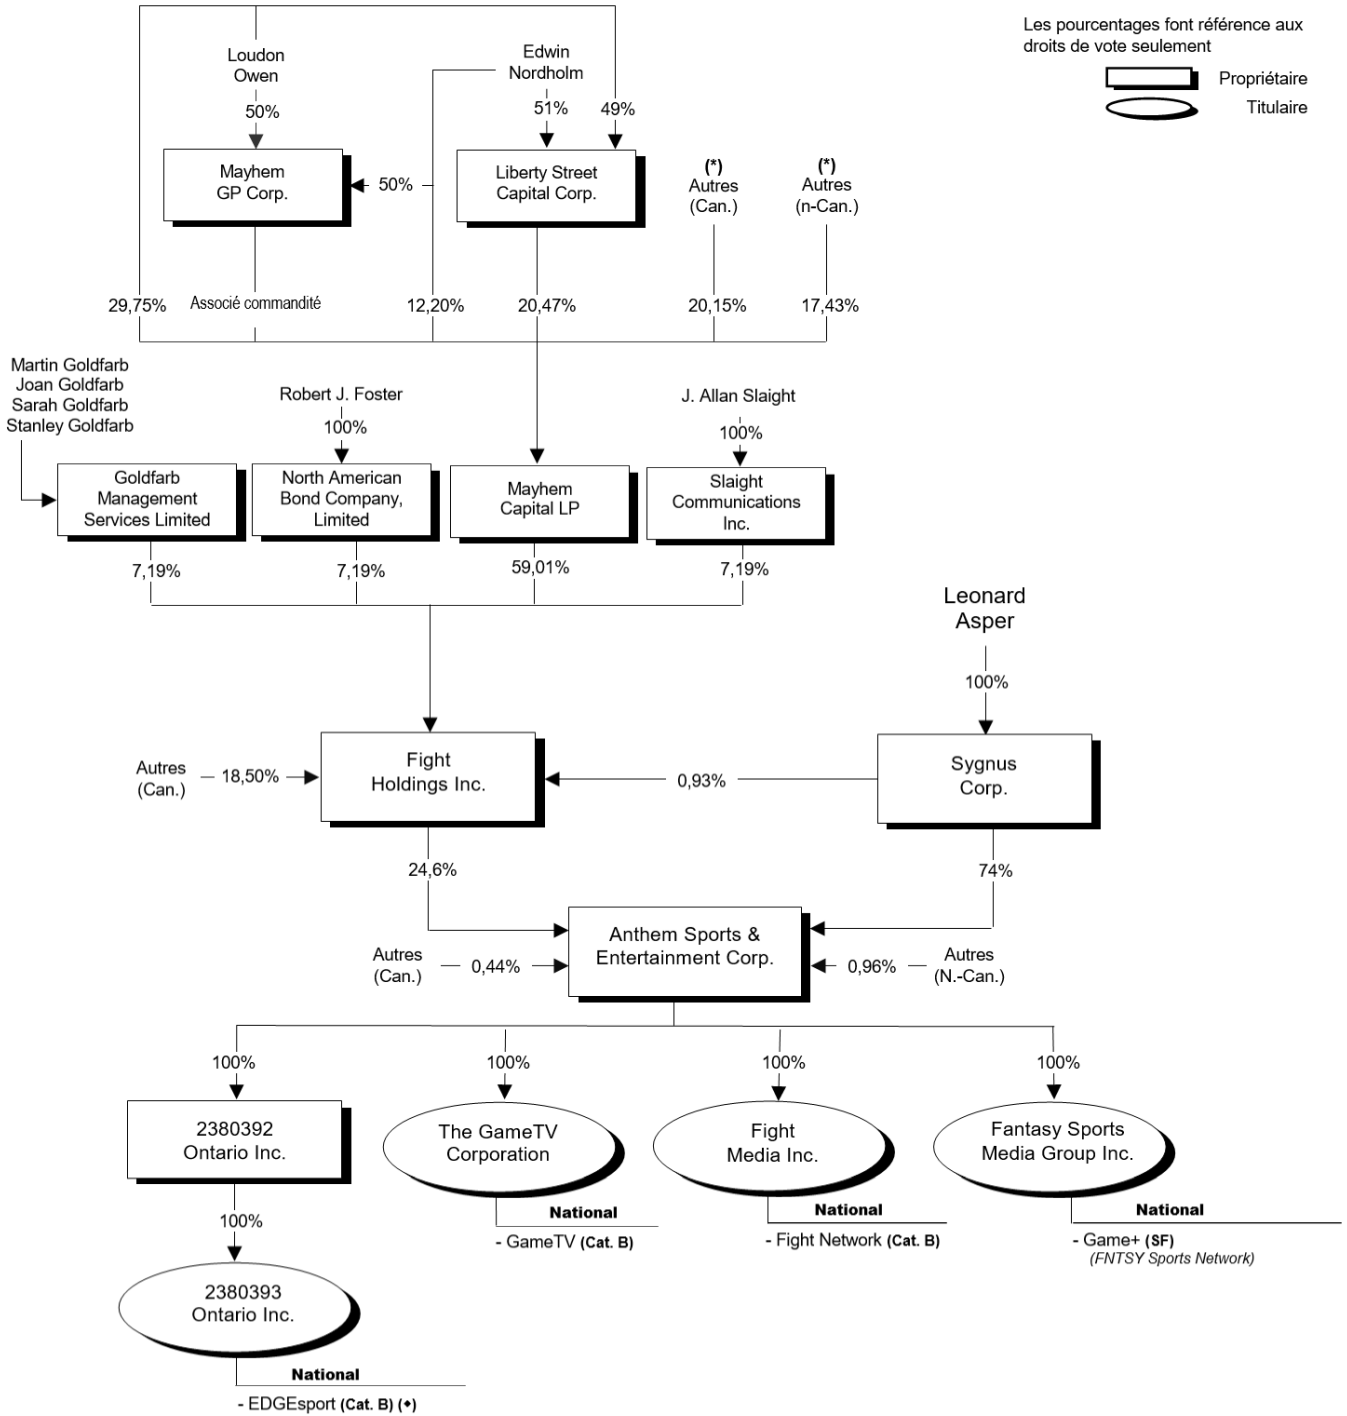 Les pourcentages font référence aux
droits de vote seulement
Propriétaire
Titulaire
Loudon
Owen
50%
Edwin
Nordholm
51%
49%
Mayhem
GP Corp.
50%
Liberty Street
Capital Corp.
(*)
Autres
(Can.)
(*)
Autres
(n-Can.)
29,75%
Associé commandité
12,20%
20,47%
20,15%
17,43%
Martin Goldfarb
Joan Goldfarb
Sarah Goldfarb
Stanley Goldfarb
Robert J. Foster
100%
J. Allan Slaight
100%
Goldfarb
Management
Services Limited
North American
Bond Company,
Limited
Mayhem
Capital LP
Slaight
Communications
Inc.
7,19%
7,19%
59,01%
7,19%
Leonard
Asper
100%
Autres
(Can.)
18,50%
Fight
Holdings Inc.
0,93%
Sygnus
Corp.
24,6%
74%
Autres
(Can.)
0,44%
Anthem Sports &
Entertainment Corp.
0,96%
Autres
(N.-Can.)
100%
100%
100%
100%
2380392
Ontario Inc.
The GameTV
Corporation
Fight
Media Inc.
Fantasy Sports
Media Group Inc.
National
- GameTV (Cat. B)
National
- Fight Network (Cat. B)
National
- Game+ (SF)
(FNTSY Sports Network)
100%
2380393
Ontario Inc.
National
- EDGEsport (Cat. B) (♦)